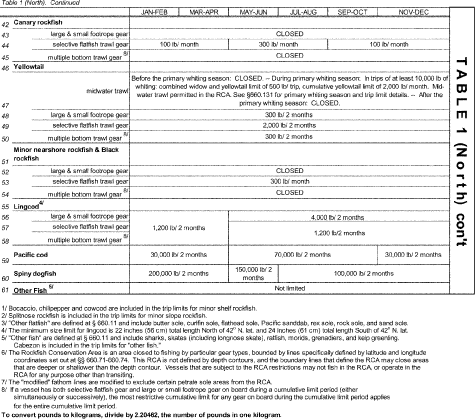 Table 1 (North). Continued
JAN-FEB MAR-APR MAY-JUN JUL-AUG SEP-OCT NOV-DEC
42 Canary rockfish
43 large & small footrope gear CLOSED
44 selective flatfish trawl gear 100 lb/ month 300 lb/ month 100 lb/ month
45 multiple bottom trawl gear 8/ CLOSED
46 Yellowtail
47 midwater trawl Before the primary whiting season: CLOSED. -- During primary whiting season: In trips of at least 10,000 lb of
whiting: combined widow and yellowtail limit of 500 lb/ trip, cumulative yellowtail limit of 2,000 lb/ month. Mid-
water trawl permitted in the RCA. See §660.131 for primary whiting season and trip limit details. -- After the
primary whiting season: CLOSED.
48 large & small footrope gear 300 lb/ 2 months
49 selective flatfish trawl gear 2,000 lb/ 2 months
50 multiple bottom trawl gear 8/ 300 lb/ 2 months
51 Minor nearshore rockfish & Black
rockfish
52 large & small footrope gear CLOSED
53 selective flatfish trawl gear 300 lb/ month
54 multiple bottom trawl gear 8/ CLOSED
55 Lingcod4/
56 large & small footrope gear 1,200 lb/ 2 months 4,000 lb/ 2 months
57 selective flatfish trawl gear 1,200 lb/2 months
58 multiple bottom trawl gear 8/
59 Pacific cod 30,000 lb/ 2 months 70,000 lb/ 2 months 30,000 lb/ 2 months
60 Spiny dogfish 200,000 lb/ 2 months 150,000 lb/ 2 months 100,000 lb/ 2 months
61 Other Fish 5/ Not limited
TABLE 1 (North) con't
1/ Bocaccio, chilipepper and cowcod are included in the trip limits for minor shelf rockfish.
2/ Splitnose rockfish is included in the trip limits for minor slope rockfish.
3/ "Other flatfish" are defined at § 660.11 and include butter sole, curlfin sole, flathead sole, Pacific sanddab, rex sole, rock sole, and sand sole.
4/ The minimum size limit for lingcod is 22 inches (56 cm) total length North of 42° N. lat. and 24 inches (61 cm) total length South of 42° N. lat.
5/ "Other fish" are defined at § 660.11 and include sharks, skates (including longnose skate), ratfish, morids, grenadiers, and kelp greenling.
Cabezon is included in the trip limits for "other fish."
6/ The Rockfish Conservation Area is an area closed to fishing by particular gear types, bounded by lines specifically defined by latitude and longitude
coordinates set out at §§ 660.71-660.74. This RCA is not defined by depth contours, and the boundary lines that define the RCA may close areas
that are deeper or shallower than the depth contour. Vessels that are subject to the RCA restrictions may not fish in the RCA, or operate in the
RCA for any purpose other than transiting.
7/ The "modified" fathom lines are modified to exclude certain petrale sole areas from the RCA.
8/ If a vessel has both selective flatfish gear and large or small footrope gear on board during a cumulative limit period (either
simultaneously or successively), the most restrictive cumulative limit for any gear on board during the cumulative limit period applies
for the entire cumulative limit period.
To convert pounds to kilograms, divide by 2.20462, the number of pounds in one kilogram.